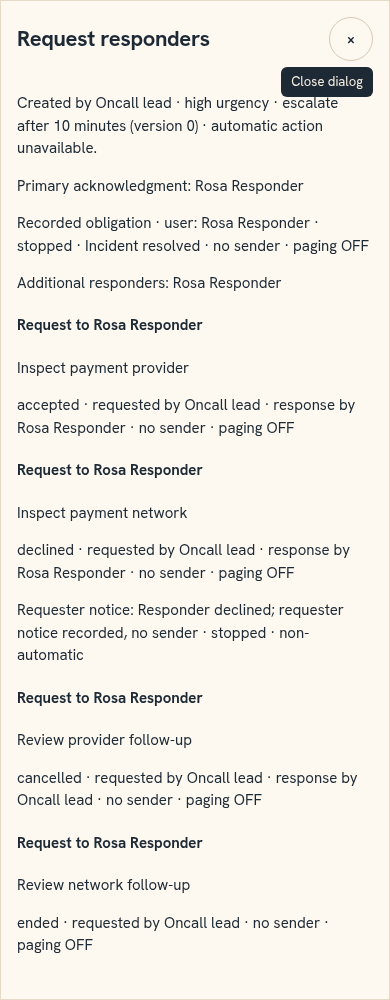 Request responders
×
Close dialog
Created by Oncall lead · high urgency · escalate
after 10 minutes (version 0) · automatic action
unavailable.
Primary acknowledgment: Rosa Responder
Recorded obligation · user: Rosa Responder ·
stopped · Incident resolved · no sender · paging OFF
Additional responders: Rosa Responder
Request to Rosa Responder
Inspect payment provider
accepted · requested by Oncall lead · response by
Rosa Responder · no sender · paging OFF
Request to Rosa Responder
Inspect payment network
declined · requested by Oncall lead · response by
Rosa Responder · no sender · paging OFF
Requester notice: Responder declined; requester
notice recorded, no sender · stopped · non-
automatic
Request to Rosa Responder
Review provider follow-up
cancelled · requested by Oncall lead · response by
Oncall lead · no sender · paging OFF
Request to Rosa Responder
Review network follow-up
ended · requested by Oncall lead · no sender ·
paging OFF